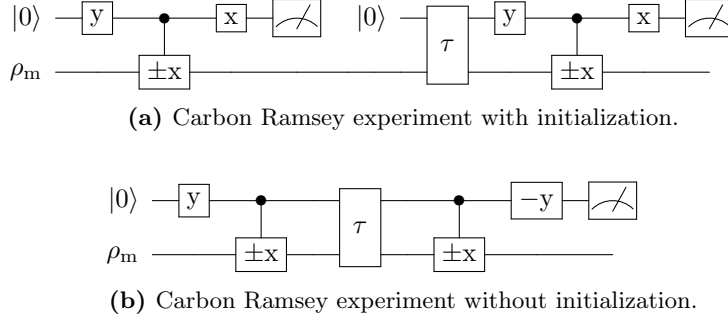 |0⟩ y x |0⟩ y x
τ
ρm ±x ±x
(a) Carbon Ramsey experiment with initialization.
|0⟩ y −y
τ
ρm ±x ±x
(b) Carbon Ramsey experiment without initialization.